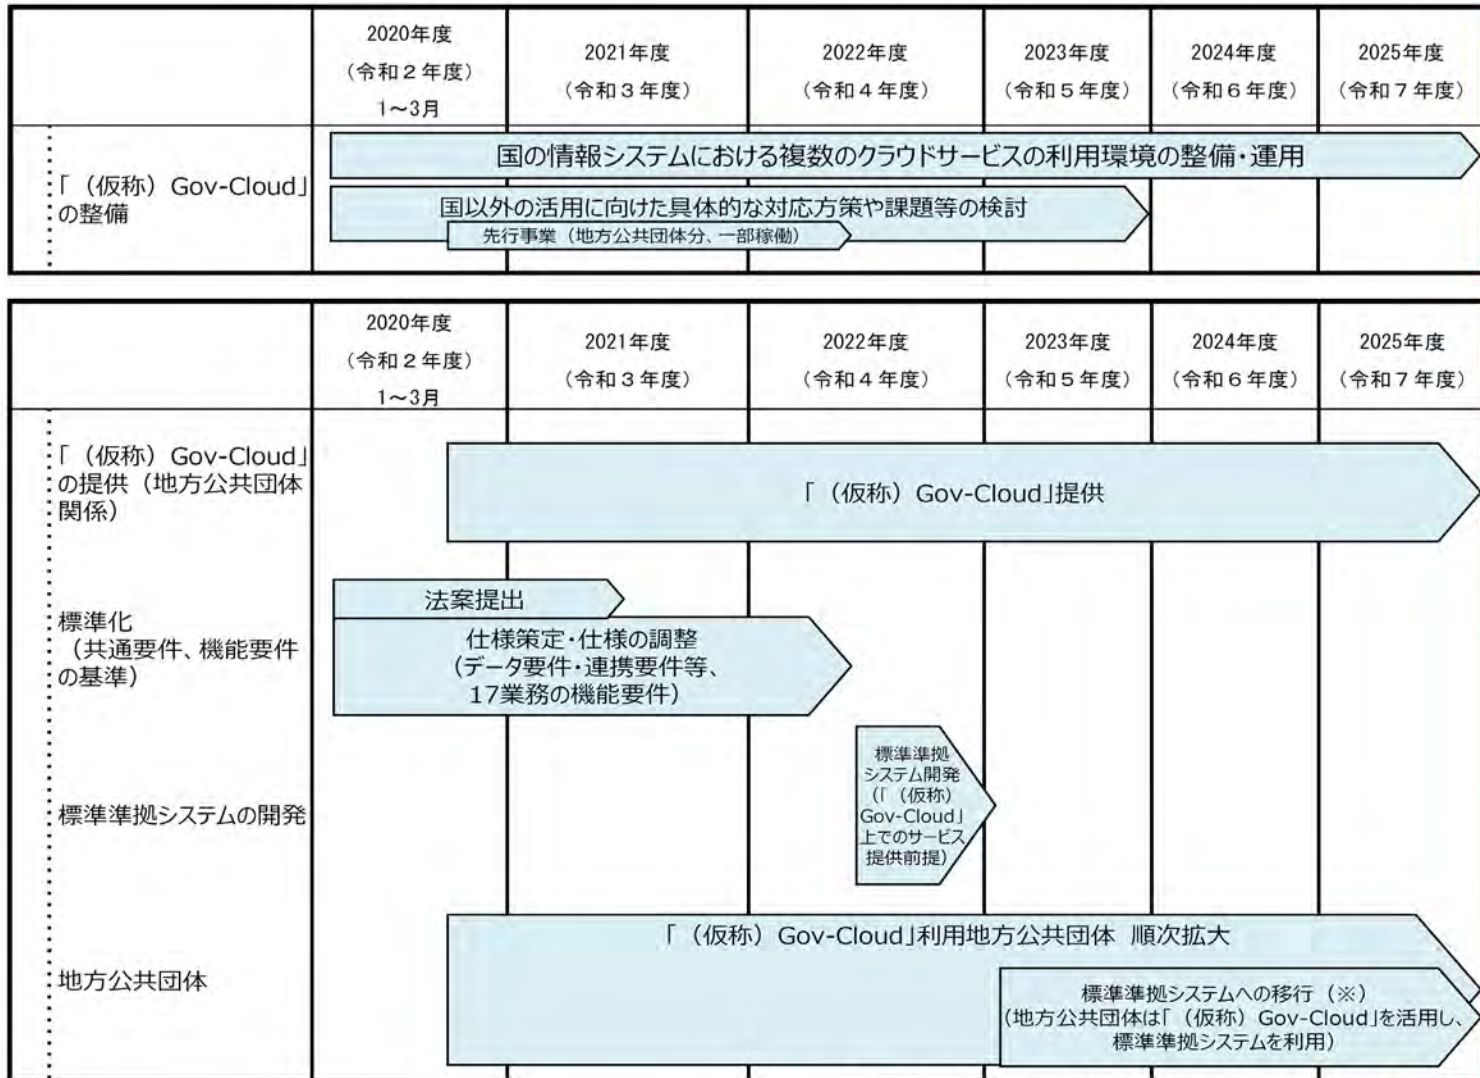 2020年度
(令和2年度)
1~3月
2021年度
(令和3年度)
2022年度
(令和4年度)
2023年度
(令和5年度)
2024年度
(令和6年度)
2025年度
(令和7年度)
「(仮称)Gov-Cloud」
の整備
国の情報システムにおける複数のクラウドサービスの利用環境の整備・運用
国以外の活用に向けた具体的な対応方策や課題等の検討
先行事業(地方公共団体分、一部稼働)
2020年度
(令和2年度)
1~3月
2021年度
(令和3年度)
2022年度
(令和4年度)
2023年度
(令和5年度)
2024年度
(令和6年度)
2025年度
(令和7年度)
「(仮称)Gov-Cloud」
の提供(地方公共団体
関係)
「(仮称)Gov-Cloud」提供
標準化
(共通要件、機能要件
の基準)
法案提出
仕様策定・仕様の調整
(データ要件・連携要件等、
17業務の機能要件)
標準準拠システムの開発
標準準拠
システム開発
(「(仮称)
Gov-Cloud」
上でのサービス
提供前提)
地方公共団体
「(仮称)Gov-Cloud」利用地方公共団体 順次拡大
標準準拠システムへの移行(※)
(地方公共団体は「(仮称)Gov-Cloud」を活用し、
標準準拠システムを利用)